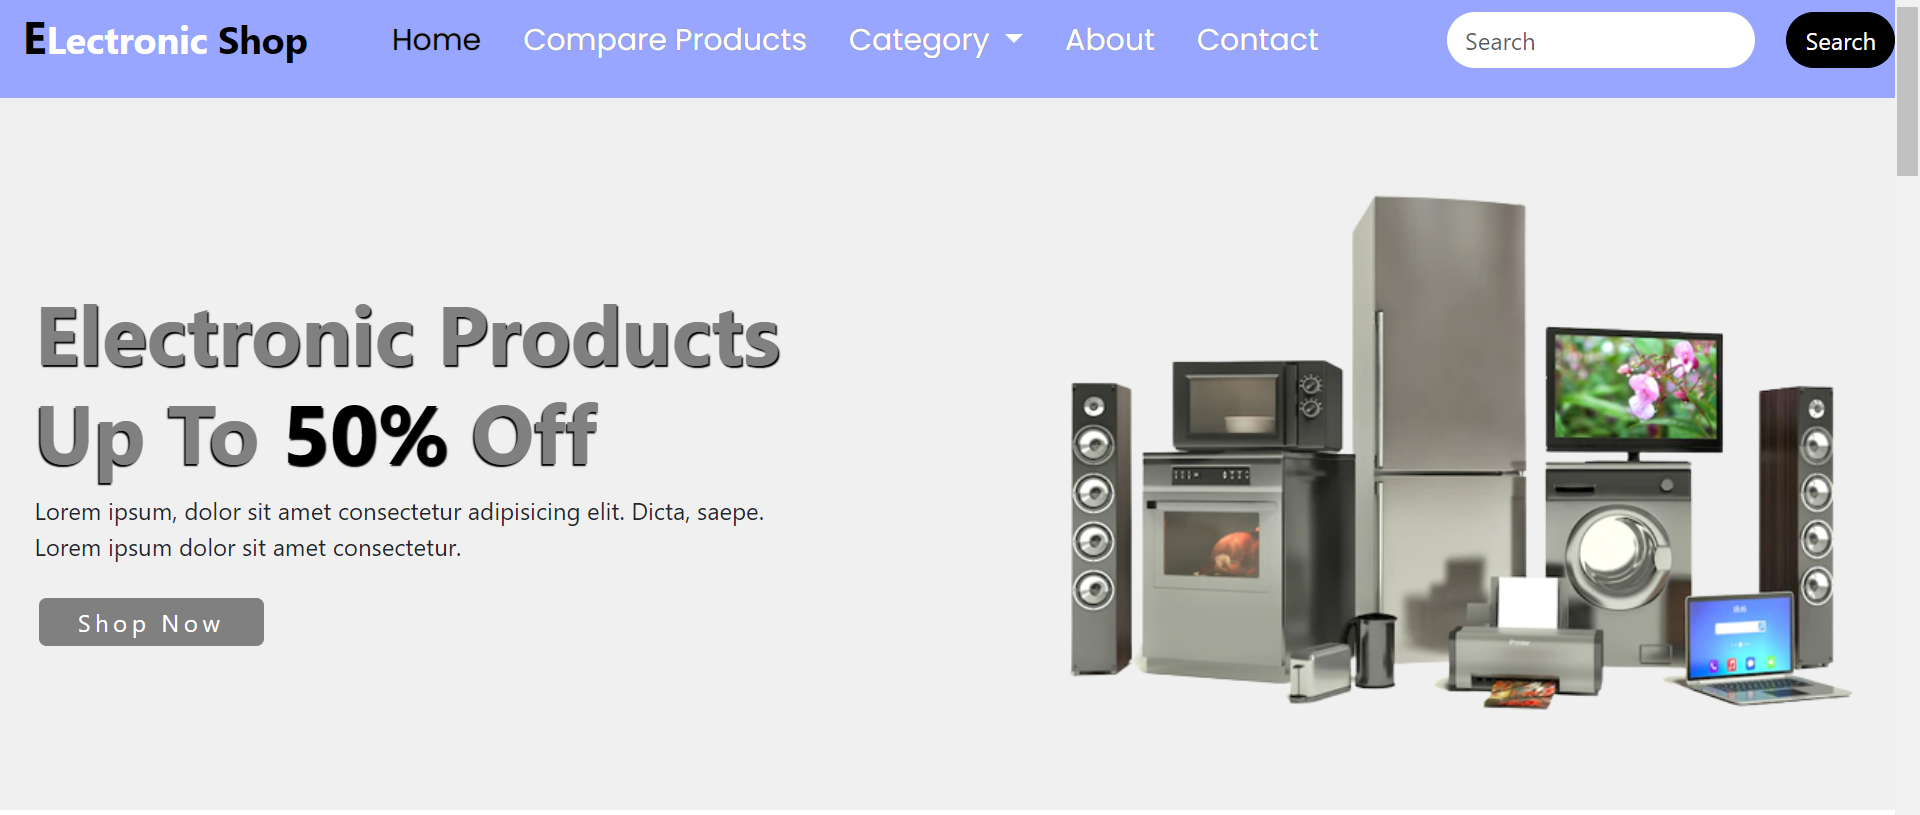 ELectronic Shop
Home
Compare Products
Category
About
Contact
Search
Search
Electronic Products
Up To 50% Off
Lorem ipsum, dolor sit amet consectetur adipisicing elit. Dicta, saepe.
Lorem ipsum dolor sit amet consectetur.
Shop Now